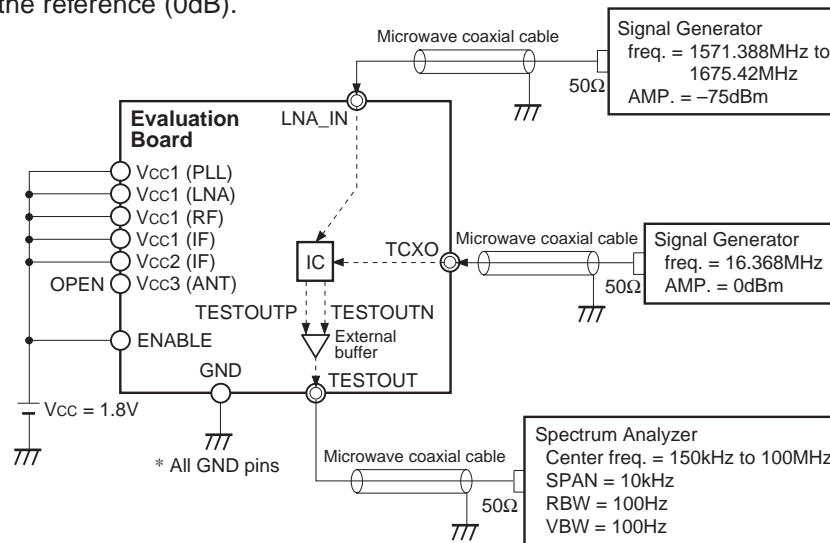 the reference (0dB).
Microwave coaxial cable
50Ω
Signal Generator
freq. = 1571.388MHz to
1675.42MHz
AMP. = –75dBm
Evaluation
Board
LNA_IN
Vcc1 (PLL)
Vcc1 (LNA)
Vcc1 (RF)
Vcc1 (IF)
Vcc2 (IF)
OPEN
Vcc3 (ANT)
ENABLE
IC
TCXO
Microwave coaxial cable
50Ω
Signal Generator
freq. = 16.368MHz
AMP. = 0dBm
TESTOUTP
TESTOUTN
External
buffer
GND
TESTOUT
Vcc = 1.8V
* All GND pins
Microwave coaxial cable
50Ω
Spectrum Analyzer
Center freq. = 150kHz to 100MHz
SPAN = 10kHz
RBW = 100Hz
VBW = 100Hz